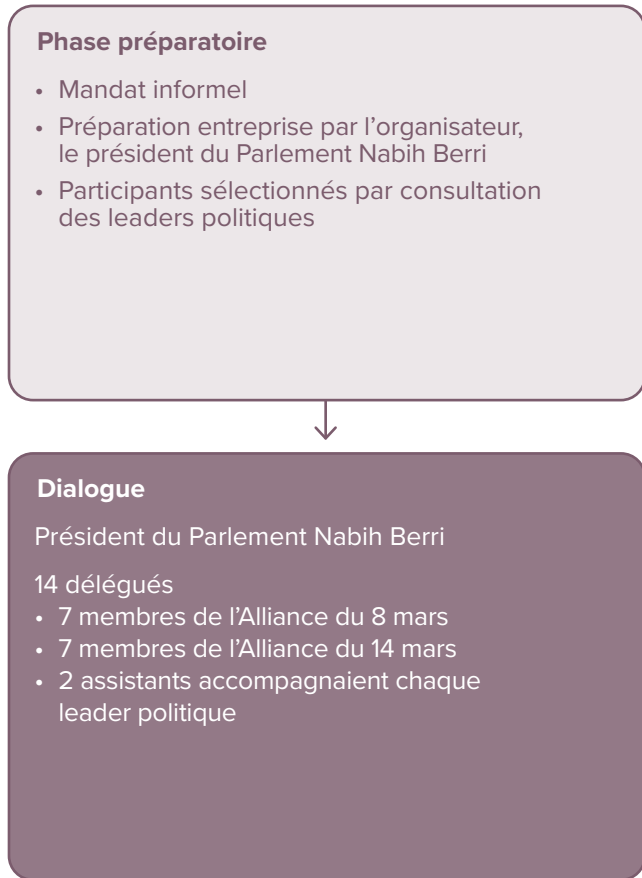 Phase préparatoire
• Mandat informel
• Préparation entreprise par l’organisateur,
le président du Parlement Nabih Berri
• Participants sélectionnés par consultation
des leaders politiques
Dialogue
Président du Parlement Nabih Berri
14 délégués
• 7 membres de l’Alliance du 8 mars
• 7 membres de l’Alliance du 14 mars
• 2 assistants accompagnaient chaque
leader politique